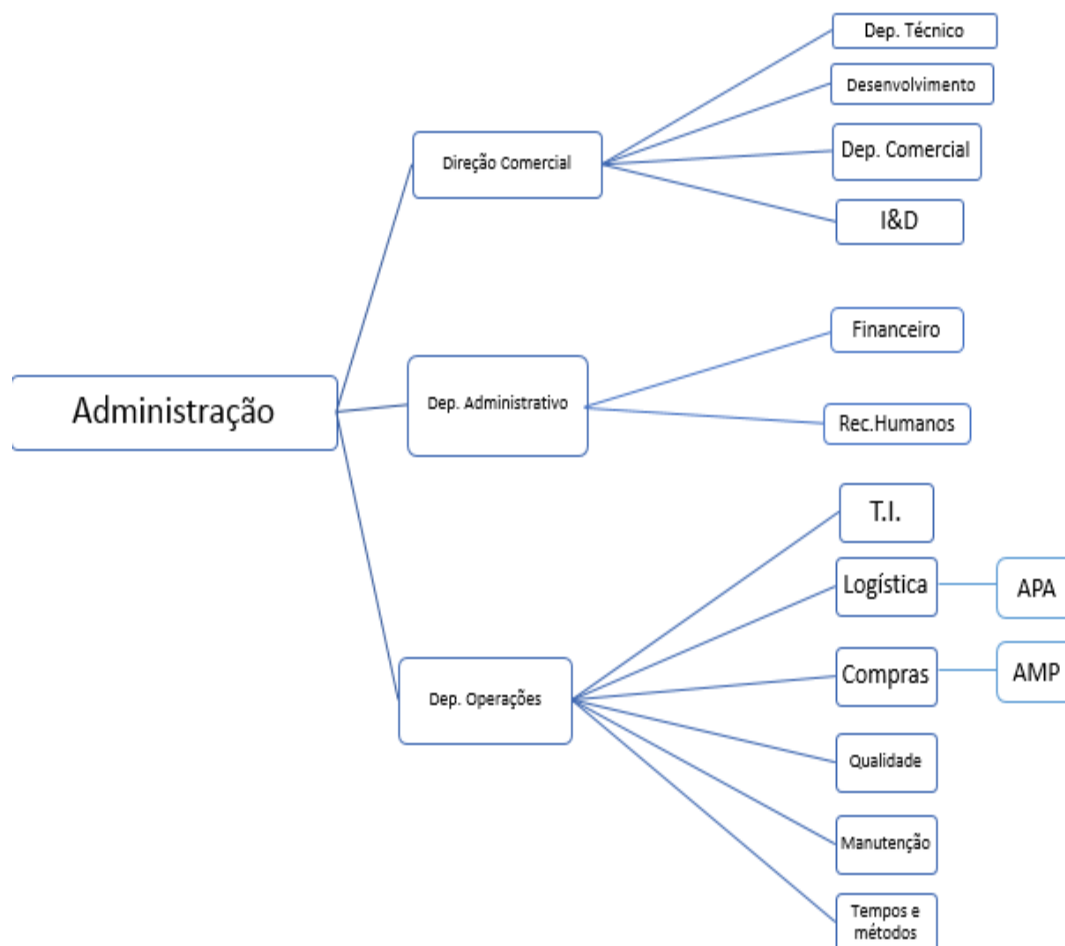 Dep. Técnico
Desenvolvimento
Direção Comercial
Dep. Comercial
I&D
Financeiro
Administração
Dep. Administrativo
Rec.Humanos
T.I.
Logística
APA
Compras
AMP
Dep. Operações
Qualidade
Manutenção
Tempos e
métodos